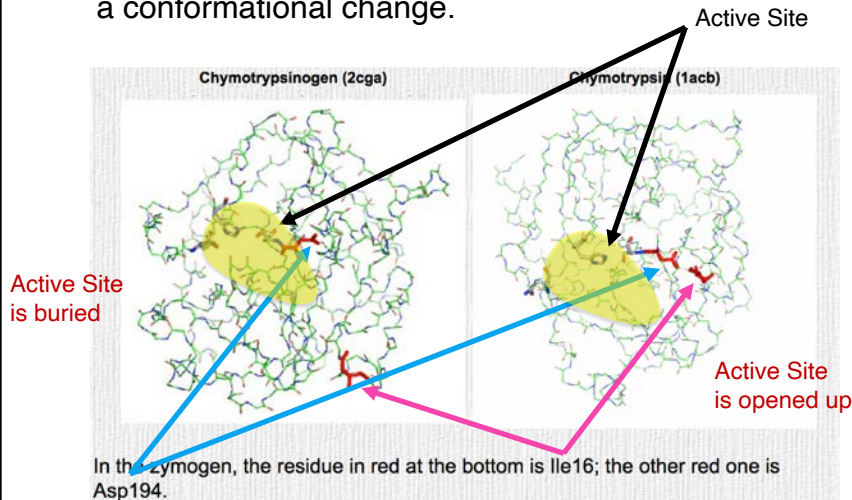 a conformational change.
Active Site
Chymotrypsinogen (2cga)
Chymotrypsin (1acb)
Active Site
is buried
Active Site
is opened up
In the zymogen, the residue in red at the bottom is Ile16; the other red one is
Asp194.